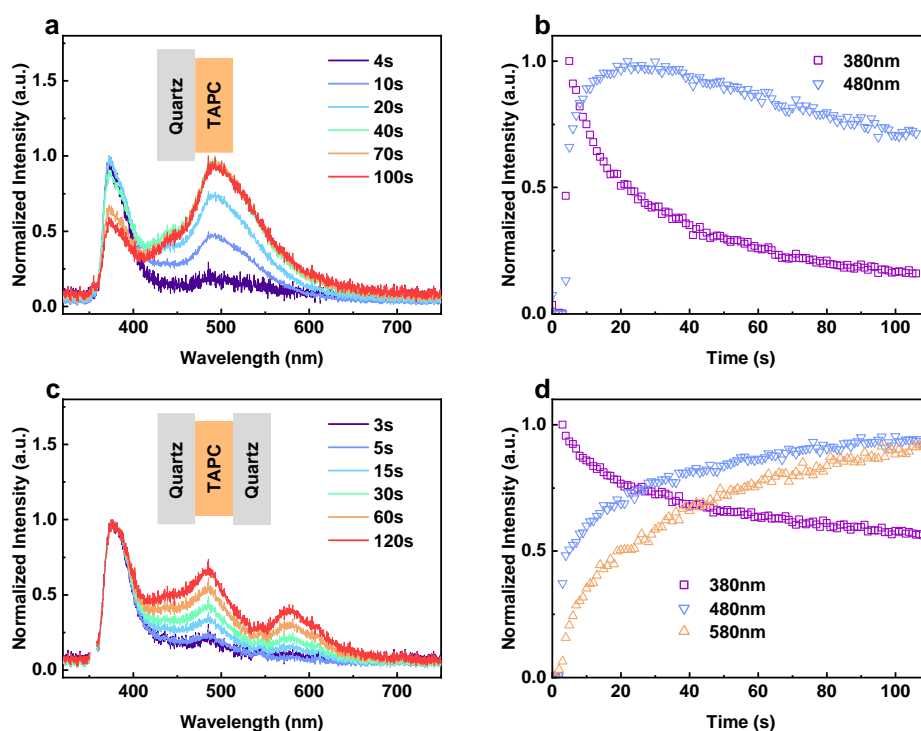 a
Normalized Intensity (a.u.)
1.5
1.0
0.5
0.0
Quartz
TAPC
4s
10s
20s
40s
70s
100s
400 500 600 700
Wavelength (nm)
b
Normalized Intensity (a.u.)
1.0
0.5
0.0
380nm
480nm
0 20 40 60 80 100
Time (s)
c
Normalized Intensity (a.u.)
1.5
1.0
0.5
0.0
Quartz
TAPC
Quartz
3s
5s
15s
30s
60s
120s
400 500 600 700
Wavelength (nm)
d
Normalized Intensity (a.u.)
1.0
0.5
0.0
380nm
480nm
580nm
0 20 40 60 80 100
Time (s)